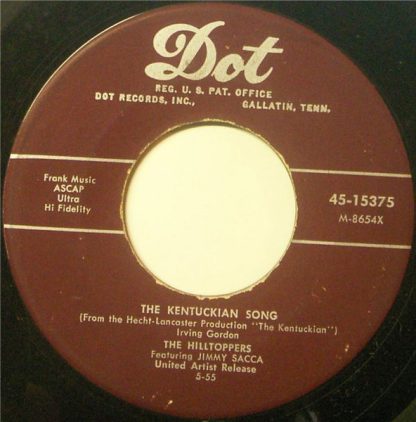 Dot
REG. U. S. PAT. OFFICE
DOT RECORDS, INC., GALLATIN, TENN.
Frank Music
ASCAP
Ultra
Hi Fidelity
45-15375
M-8654X
THE KENTUCKIAN SONG
(From the Hecht-Lancaster Production "The Kentuckian")
Irving Gordon
THE HILLTOPPERS
Featuring JIMMY SACCA
United Artist Release
5-55